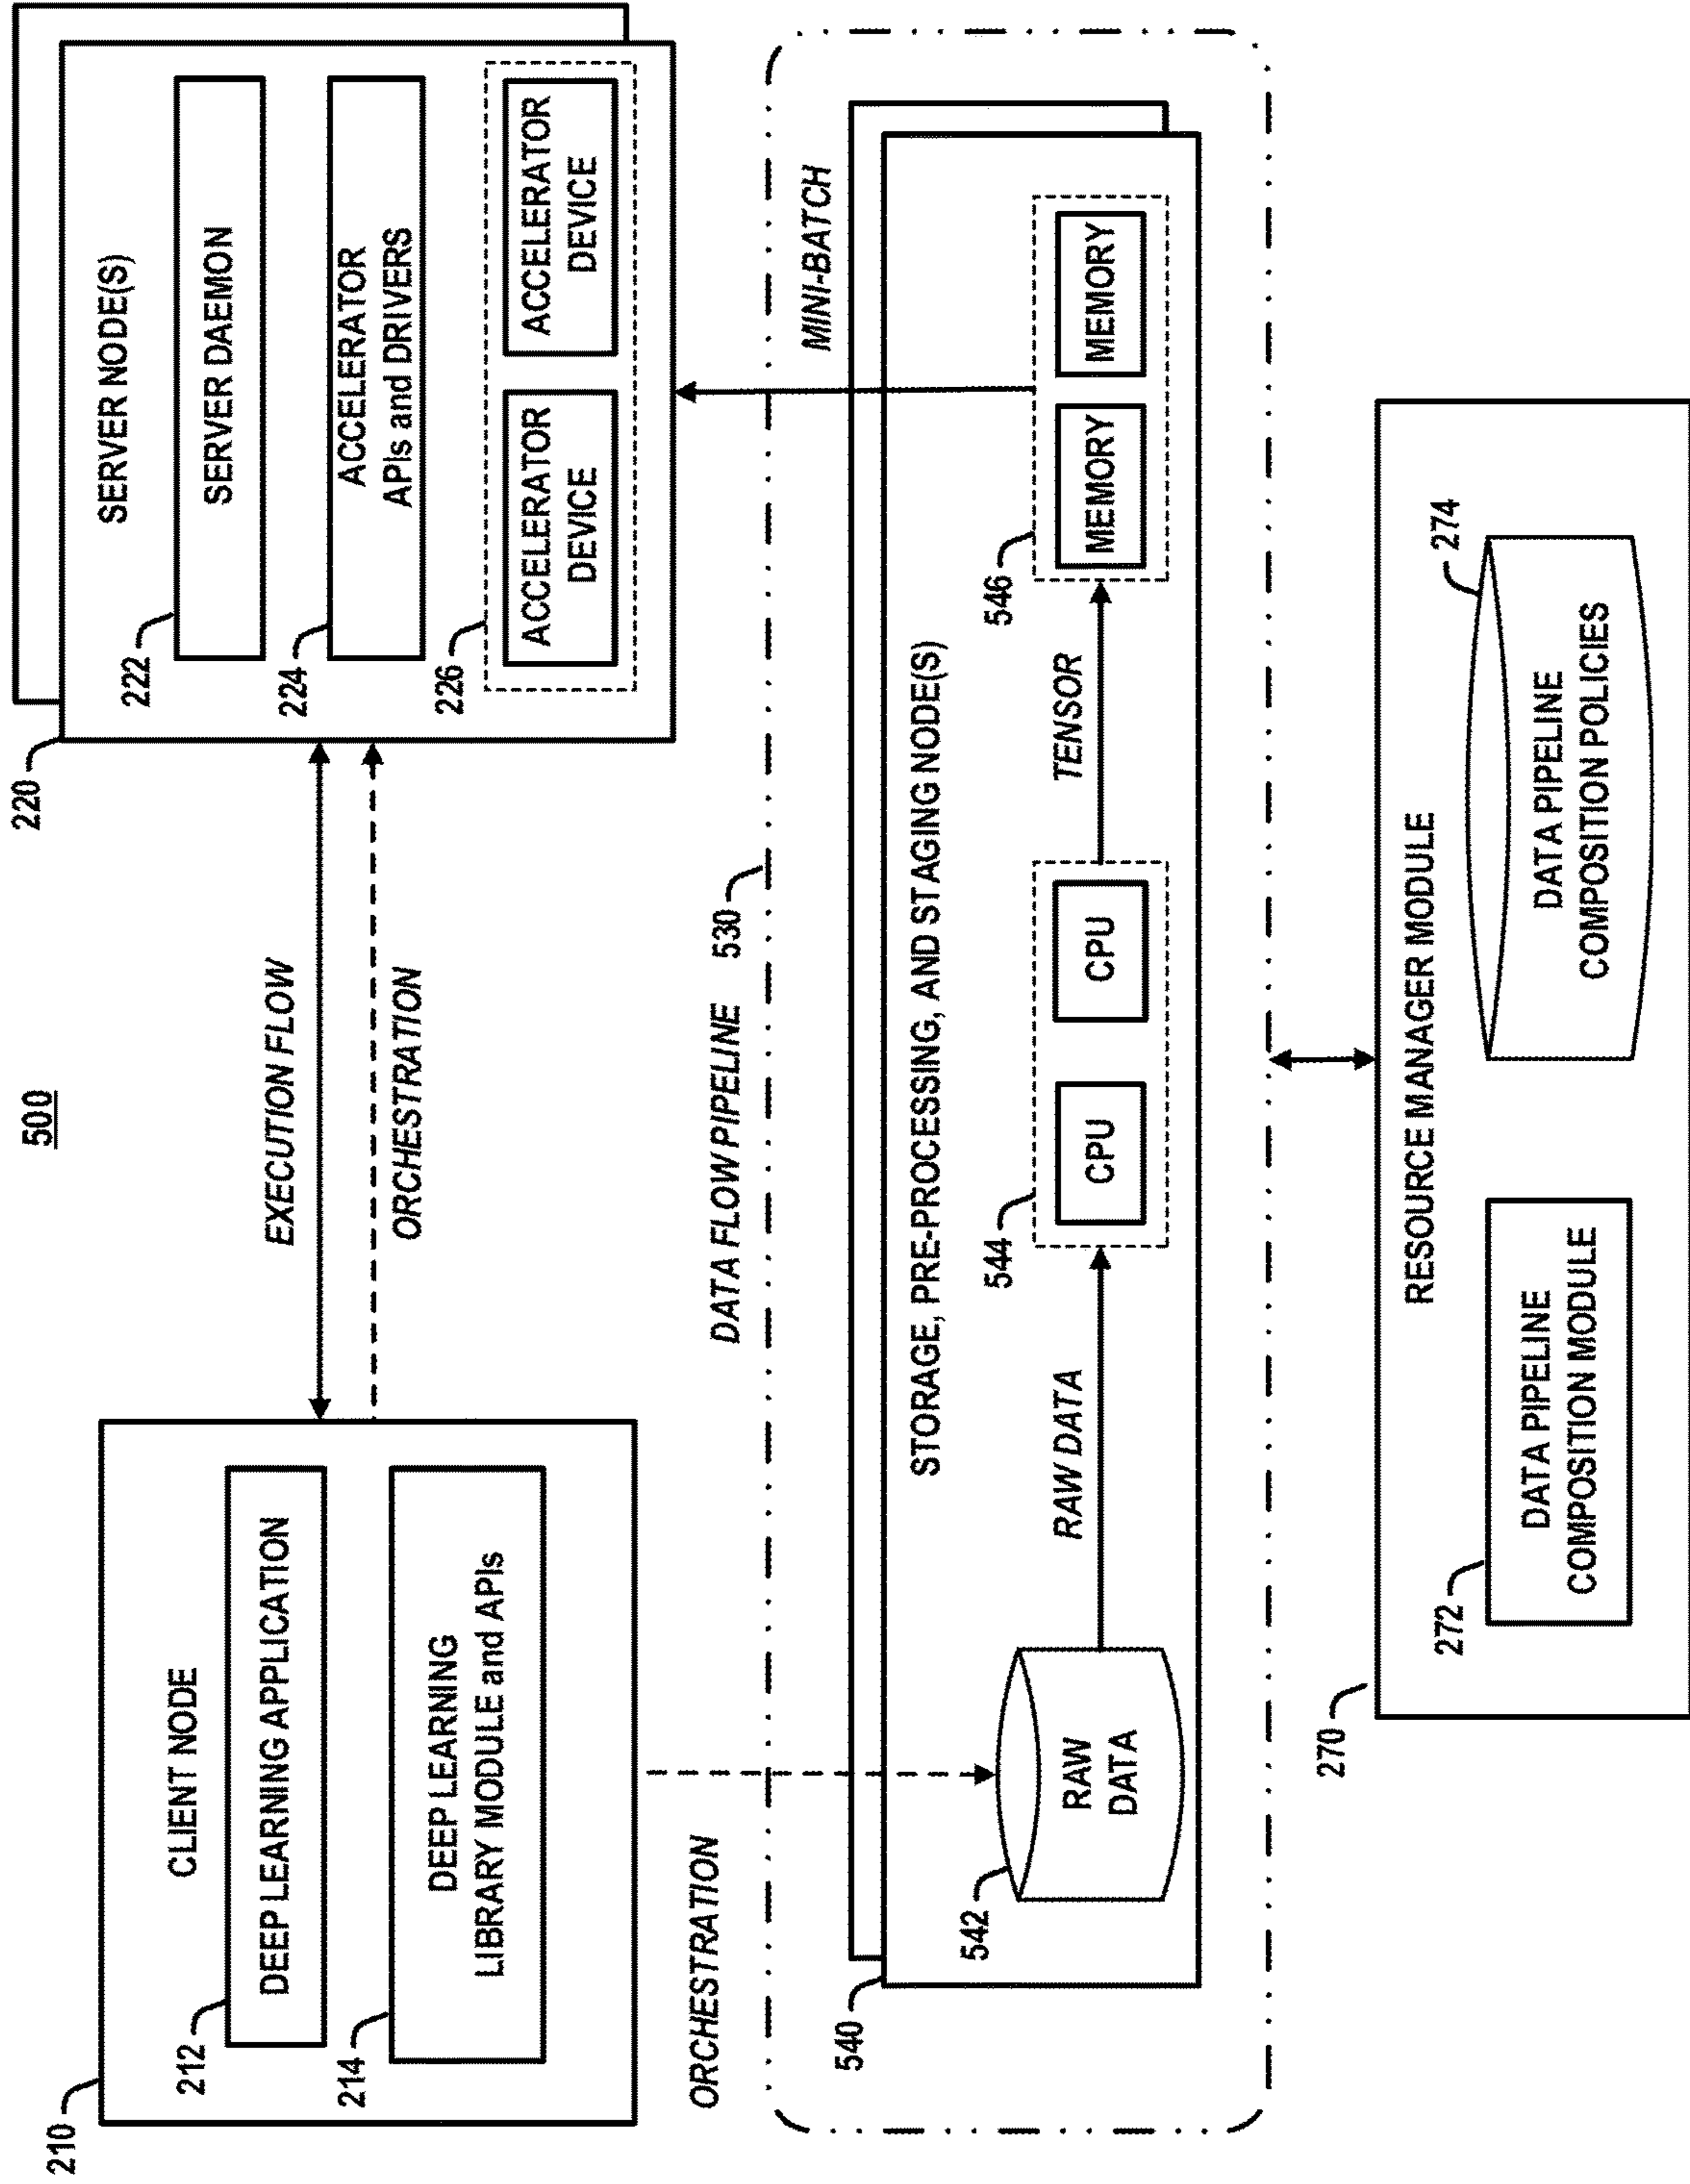 500
210
CLIENT NODE
212
DEEP LEARNING APPLICATION
214
DEEP LEARNING
LIBRARY MODULE and APIs
EXECUTION FLOW
ORCHESTRATION
220
SERVER NODE(S)
222
SERVER DAEMON
224
ACCELERATOR
APIs and DRIVERS
226
ACCELERATOR
DEVICE
ACCELERATOR
DEVICE
ORCHESTRATION
DATA FLOW PIPELINE 530
MINI-BATCH
540
STORAGE, PRE-PROCESSING, AND STAGING NODE(S)
542
RAW
DATA
RAW DATA
544
CPU
CPU
TENSOR
546
MEMORY
MEMORY
270
RESOURCE MANAGER MODULE
272
DATA PIPELINE
COMPOSITION MODULE
274
DATA PIPELINE
COMPOSITION POLICIES